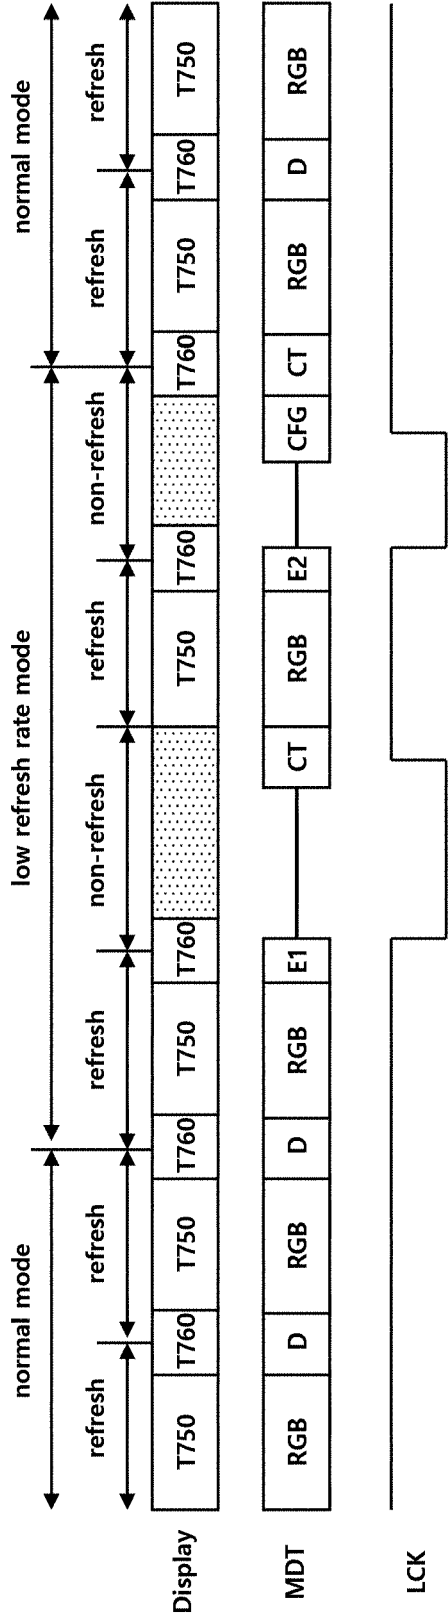 normal mode low refresh rate mode normal mode
refresh refresh refresh non-refresh refresh non-refresh refresh refresh
Display T750 T760 T750 T760 T750 T760 T750 T760 T760 T750 T760 T750
MDT RGB D RGB D RGB E1 CT RGB E2 CFG CT RGB D RGB
LCK